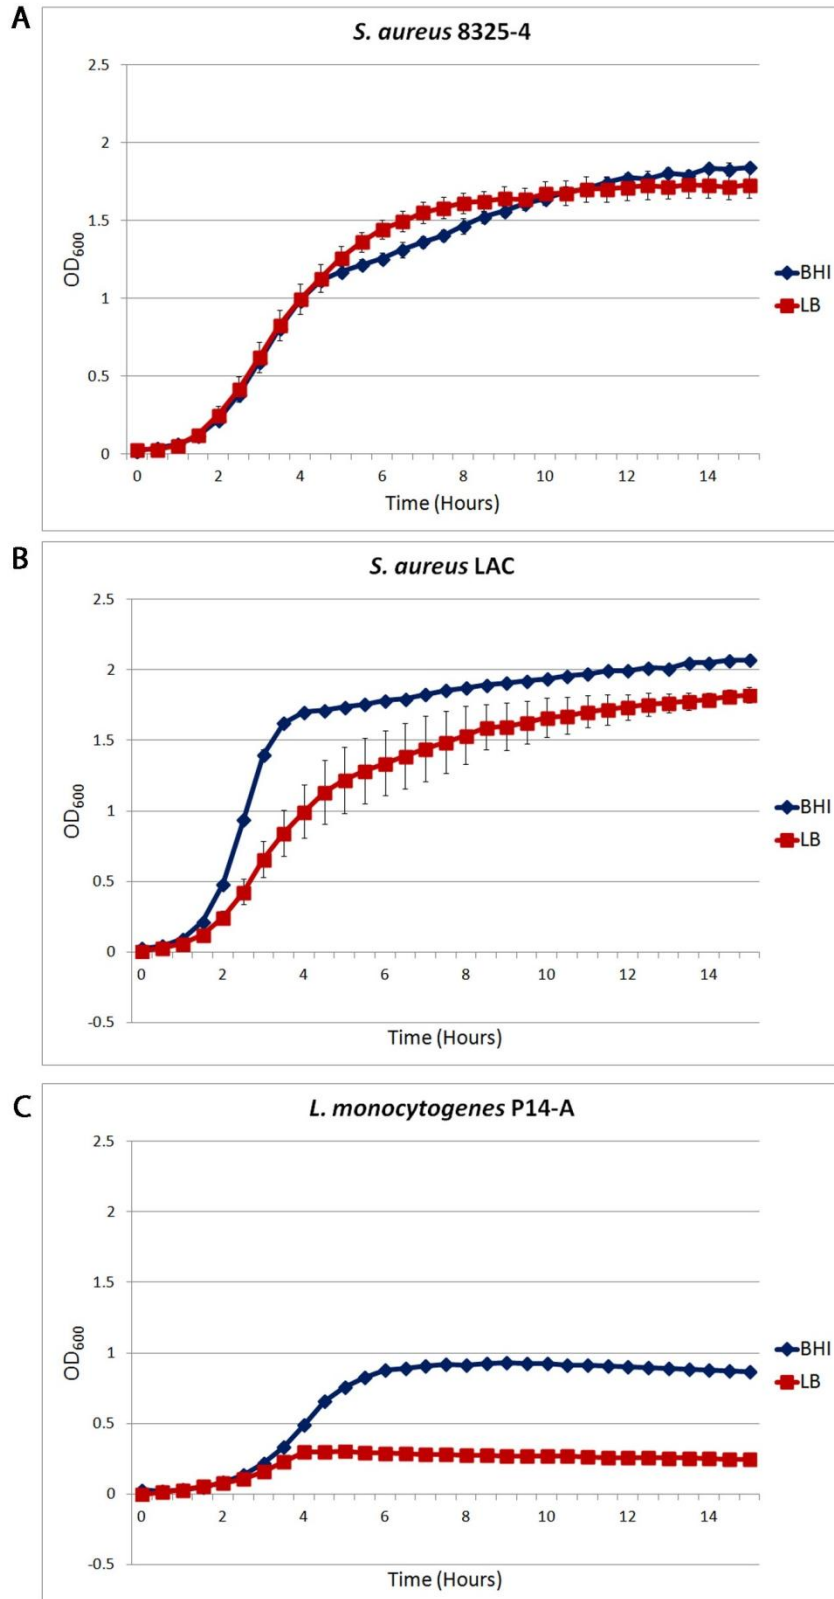 A
S. aureus 8325-4
2.5
2
1.5
1
0.5
0
OD600
0 2 4 6 8 10 12 14
Time (Hours)
BHI
LB
B
S. aureus LAC
2.5
2
1.5
1
0.5
0
-0.5
OD600
0 2 4 6 8 10 12 14
Time (Hours)
BHI
LB
C
L. monocytogenes P14-A
2.5
2
1.5
1
0.5
0
-0.5
OD600
0 2 4 6 8 10 12 14
Time (Hours)
BHI
LB